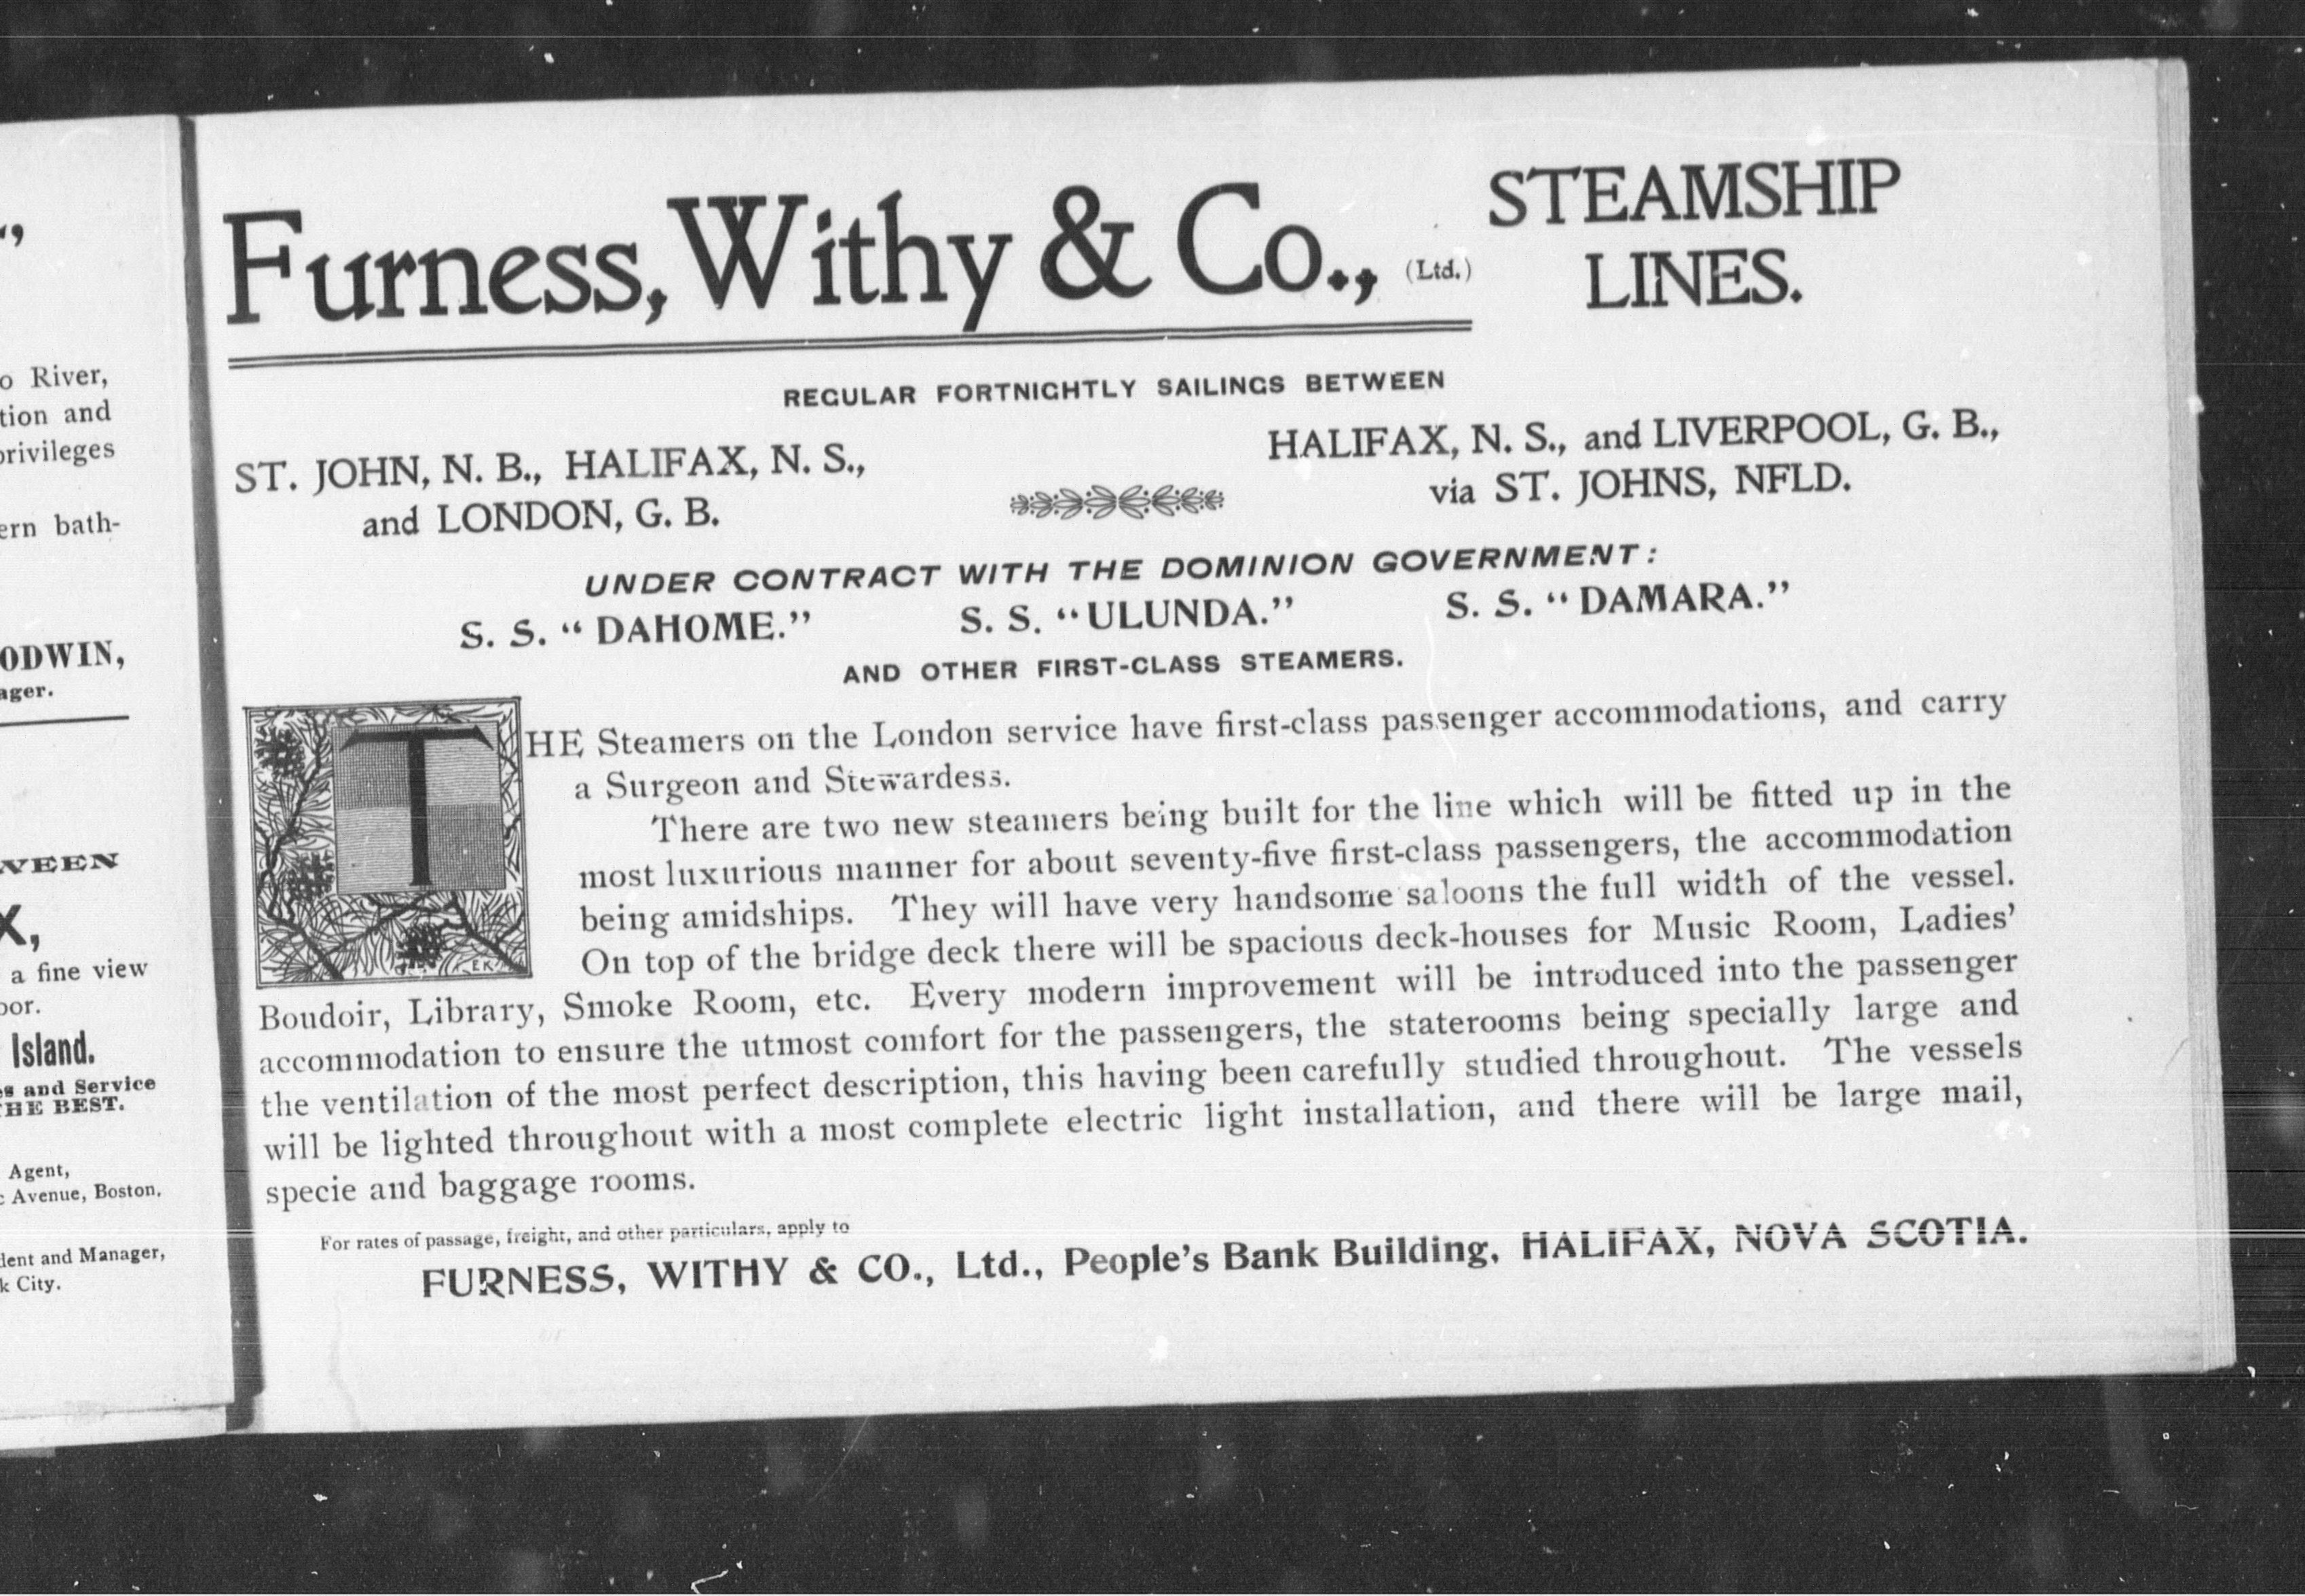 ”
o River,
tion and
privileges
ern bath-
ODWIN,
ager.
WEEN
X,
a fine view
oor.
Island.
es and Service
THE BEST.
Agent,
c Avenue, Boston.
dent and Manager,
k City.
Furness, Withy & Co., (Ltd.)
STEAMSHIP
LINES.
REGULAR FORTNIGHTLY SAILINGS BETWEEN
ST. JOHN, N. B., HALIFAX, N. S.,
and LONDON, G. B.
HALIFAX, N. S., and LIVERPOOL, G. B.,
via ST. JOHNS, NFLD.
UNDER CONTRACT WITH THE DOMINION GOVERNMENT:
S. S. “DAHOME.” S. S. “ULUNDA.” S. S. “DAMARA.”
AND OTHER FIRST-CLASS STEAMERS.
THE Steamers on the London service have first-class passenger accommodations, and carry
a Surgeon and Stewardess.
There are two new steamers being built for the line which will be fitted up in the
most luxurious manner for about seventy-five first-class passengers, the accommodation
being amidships. They will have very handsome saloons the full width of the vessel.
On top of the bridge deck there will be spacious deck-houses for Music Room, Ladies’
EK
Boudoir, Library, Smoke Room, etc. Every modern improvement will be introduced into the passenger
accommodation to ensure the utmost comfort for the passengers, the staterooms being specially large and
the ventilation of the most perfect description, this having been carefully studied throughout. The vessels
will be lighted throughout with a most complete electric light installation, and there will be large mail,
specie and baggage rooms.
For rates of passage, freight, and other particulars, apply to
FURNESS, WITHY & CO., Ltd., People’s Bank Building, HALIFAX, NOVA SCOTIA.